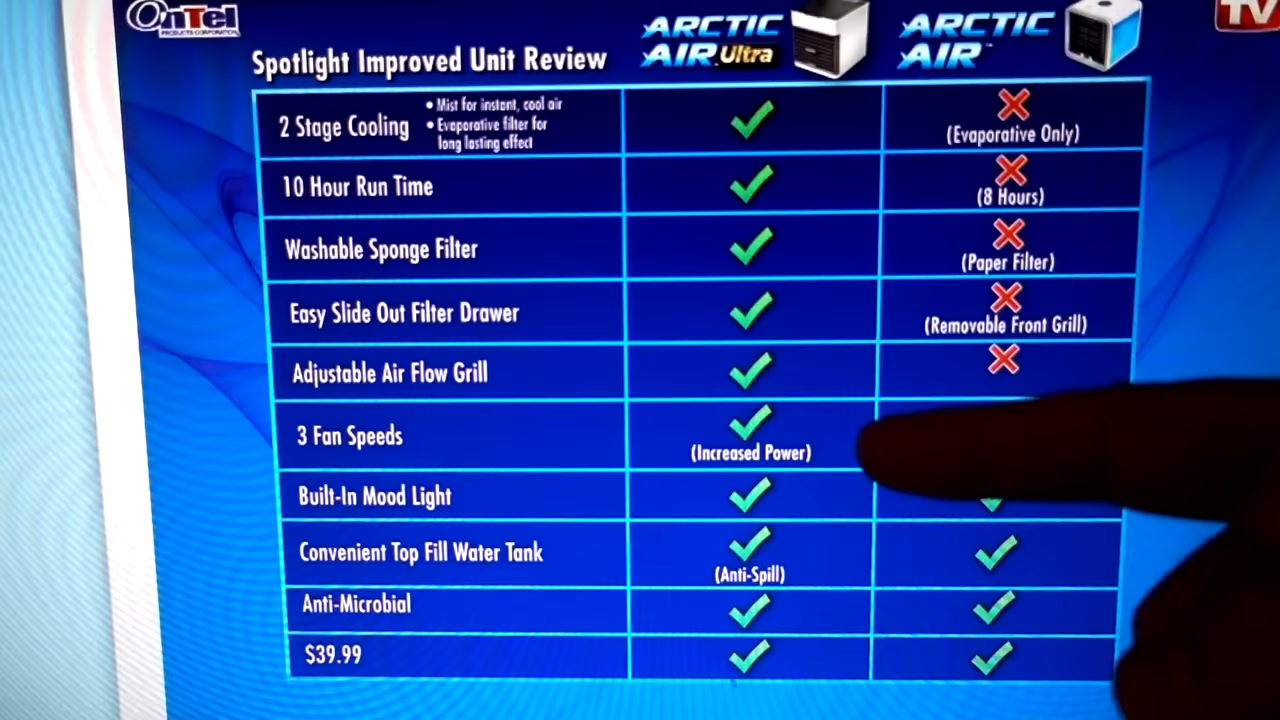 OnTel
PRODUCTS CORPORATION
ARCTIC
AIR Ultra
ARCTIC
AIR™
TV
Spotlight Improved Unit Review
2 Stage Cooling
• Mist for instant, cool air
• Evaporative filter for
long lasting effect
(Evaporative Only)
10 Hour Run Time
(8 Hours)
Washable Sponge Filter
(Paper Filter)
Easy Slide Out Filter Drawer
(Removable Front Grill)
Adjustable Air Flow Grill
3 Fan Speeds
(Increased Power)
Built-In Mood Light
Convenient Top Fill Water Tank
(Anti-Spill)
Anti-Microbial
$39.99